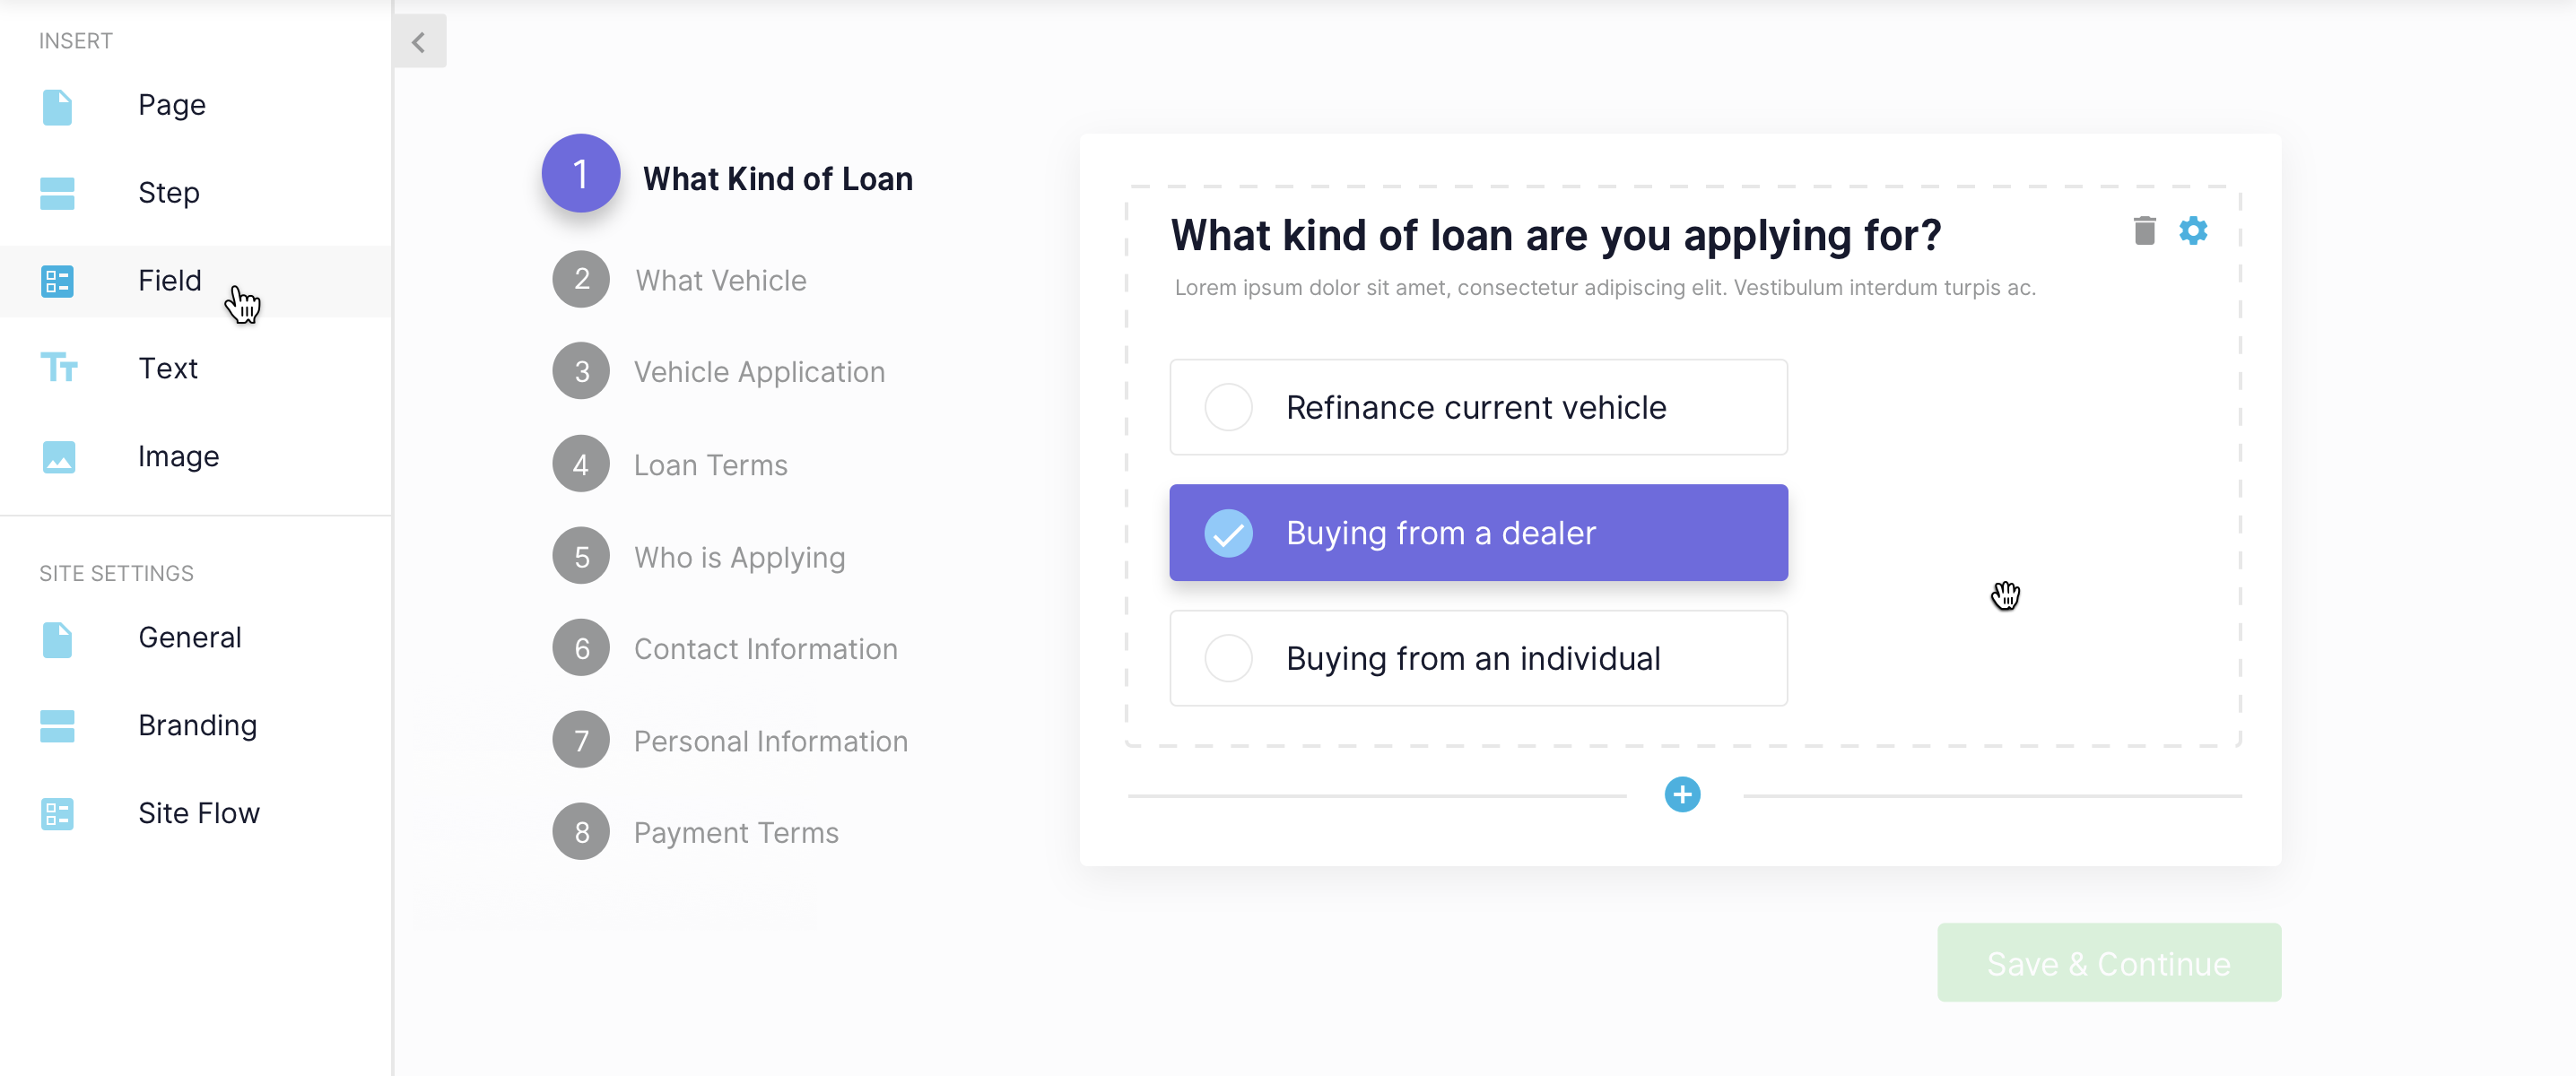 INSERT
Page
Step
Field
Text
Image
SITE SETTINGS
General
Branding
Site Flow
1 What Kind of Loan
2 What Vehicle
3 Vehicle Application
4 Loan Terms
5 Who is Applying
6 Contact Information
7 Personal Information
8 Payment Terms
What kind of loan are you applying for?
Lorem ipsum dolor sit amet, consectetur adipiscing elit. Vestibulum interdum turpis ac.
Refinance current vehicle
Buying from a dealer
Buying from an individual
Save & Continue